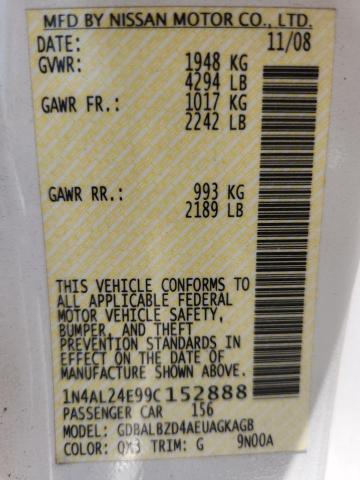 MFD BY NISSAN MOTOR CO., LTD.
DATE: 11/08
GVWR: 1948 KG
4294 LB
GAWR FR.: 1017 KG
2242 LB
GAWR RR.: 993 KG
2189 LB
THIS VEHICLE CONFORMS TO
ALL APPLICABLE FEDERAL
MOTOR VEHICLE SAFETY,
BUMPER, AND THEFT
PREVENTION STANDARDS IN
EFFECT ON THE DATE OF
MANUFACTURE SHOWN ABOVE.
1N4AL24E99C152888
PASSENGER CAR 156
MODEL: GDBALBZD4AEUAGKAGB
COLOR: QX3 TRIM: G 9N00A